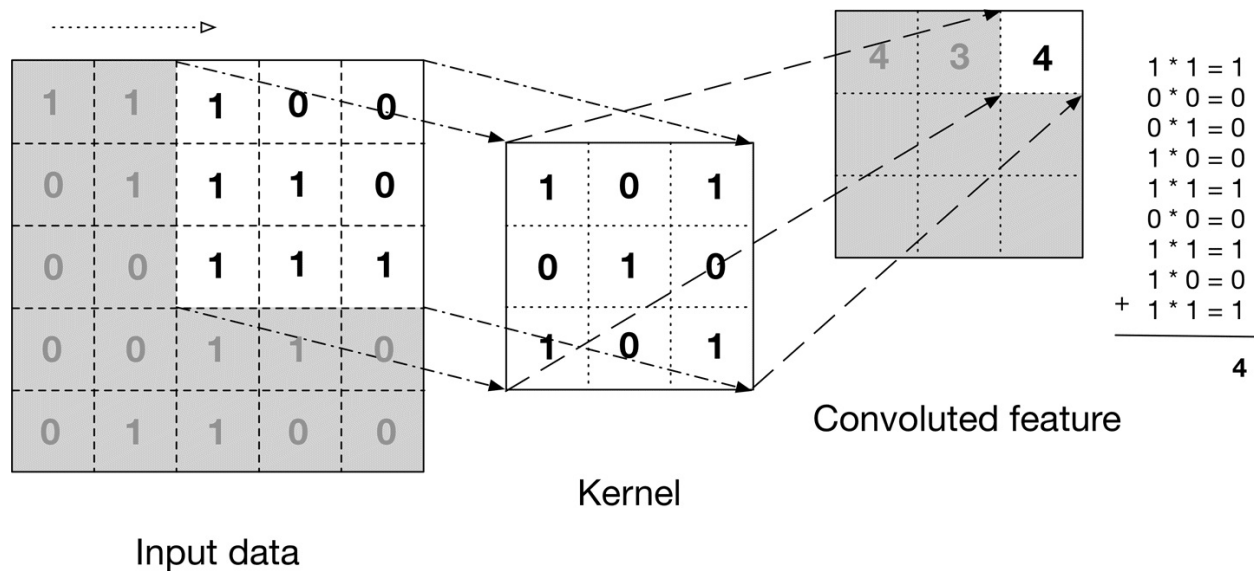 1 1 1 0 0
0 1 1 1 0
0 0 1 1 1
0 0 1 1 0
0 1 1 0 0
Input data
1 0 1
0 1 0
1 0 1
Kernel
4 3 4
Convoluted feature
1 * 1 = 1
0 * 0 = 0
0 * 1 = 0
1 * 0 = 0
1 * 1 = 1
0 * 0 = 0
1 * 1 = 1
1 * 0 = 0
+ 1 * 1 = 1
4